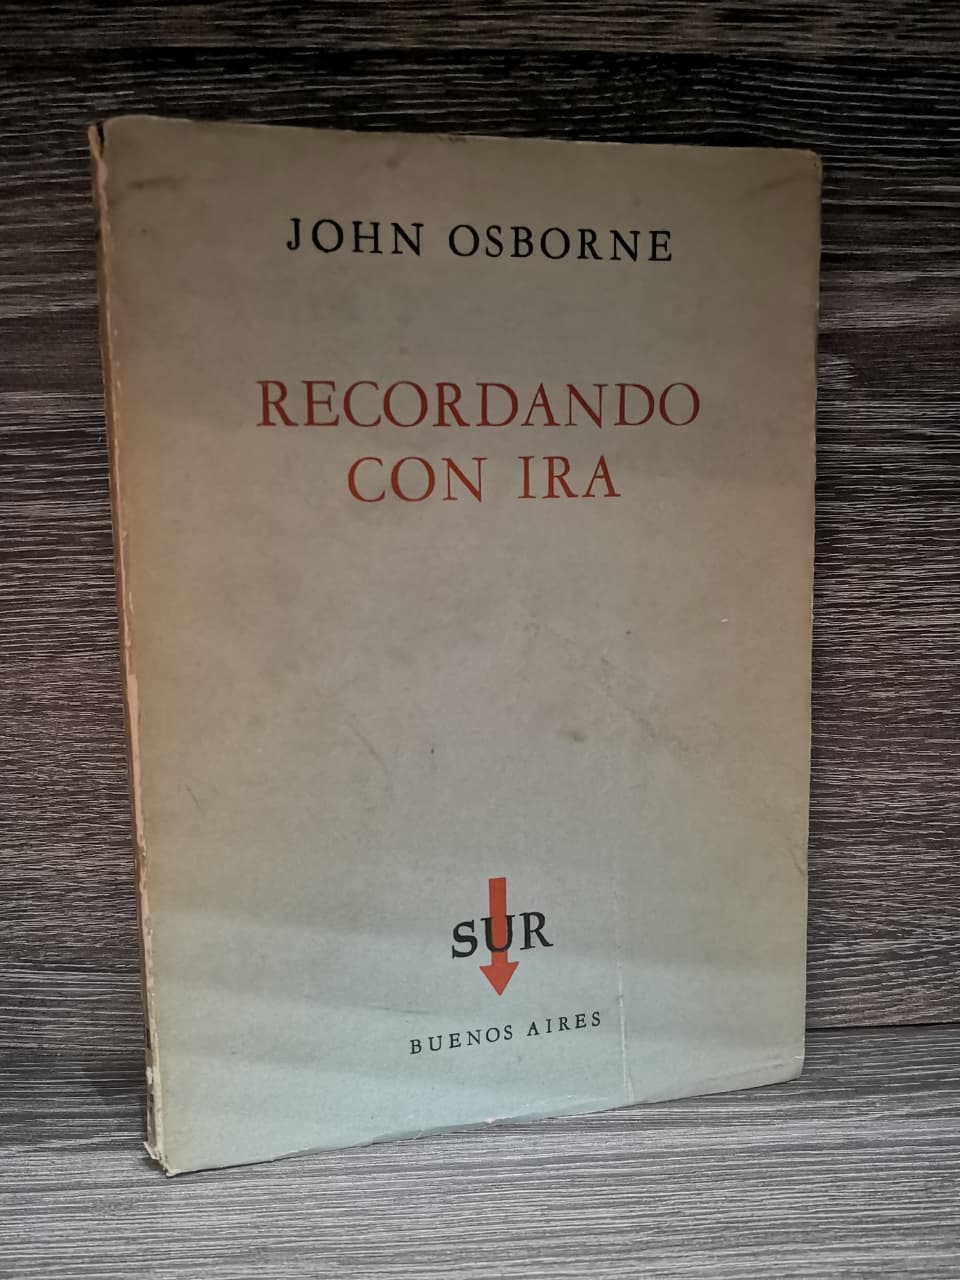 JOHN OSBORNE
RECORDANDO
CON IRA
SUR
BUENOS AIRES